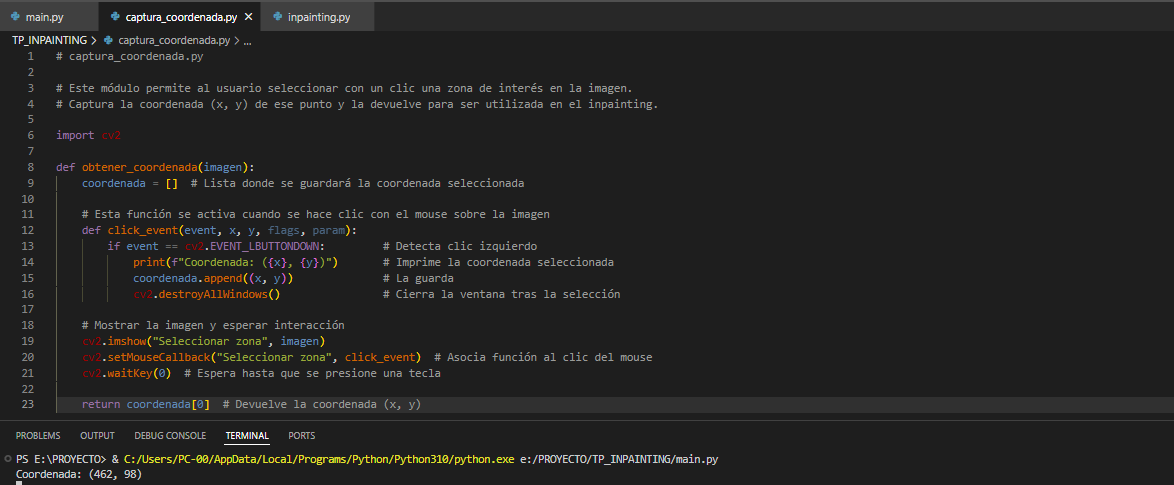 main.py captura_coordenada.py inpainting.py
TP_INPAINTING > captura_coordenada.py > ...
1 # captura_coordenada.py
2
3 # Este módulo permite al usuario seleccionar con un clic una zona de interés en la imagen.
4 # Captura la coordenada (x, y) de ese punto y la devuelve para ser utilizada en el inpainting.
5
6 import cv2
7
8 def obtener_coordenada(imagen):
9     coordenada = []  # Lista donde se guardará la coordenada seleccionada
10
11     # Esta función se activa cuando se hace clic con el mouse sobre la imagen
12     def click_event(event, x, y, flags, param):
13         if event == cv2.EVENT_LBUTTONDOWN:         # Detecta clic izquierdo
14             print(f"Coordenada: ({x}, {y})")       # Imprime la coordenada seleccionada
15             coordenada.append((x, y))              # La guarda
16             cv2.destroyAllWindows()                # Cierra la ventana tras la selección
17
18     # Mostrar la imagen y esperar interacción
19     cv2.imshow("Seleccionar zona", imagen)
20     cv2.setMouseCallback("Seleccionar zona", click_event)  # Asocia función al clic del mouse
21     cv2.waitKey(0)  # Espera hasta que se presione una tecla
22
23     return coordenada[0]  # Devuelve la coordenada (x, y)
PROBLEMS OUTPUT DEBUG CONSOLE TERMINAL PORTS
PS E:\PROYECTO> & C:/Users/PC-00/AppData/Local/Programs/Python/Python310/python.exe e:/PROYECTO/TP_INPAINTING/main.py
Coordenada: (462, 98)